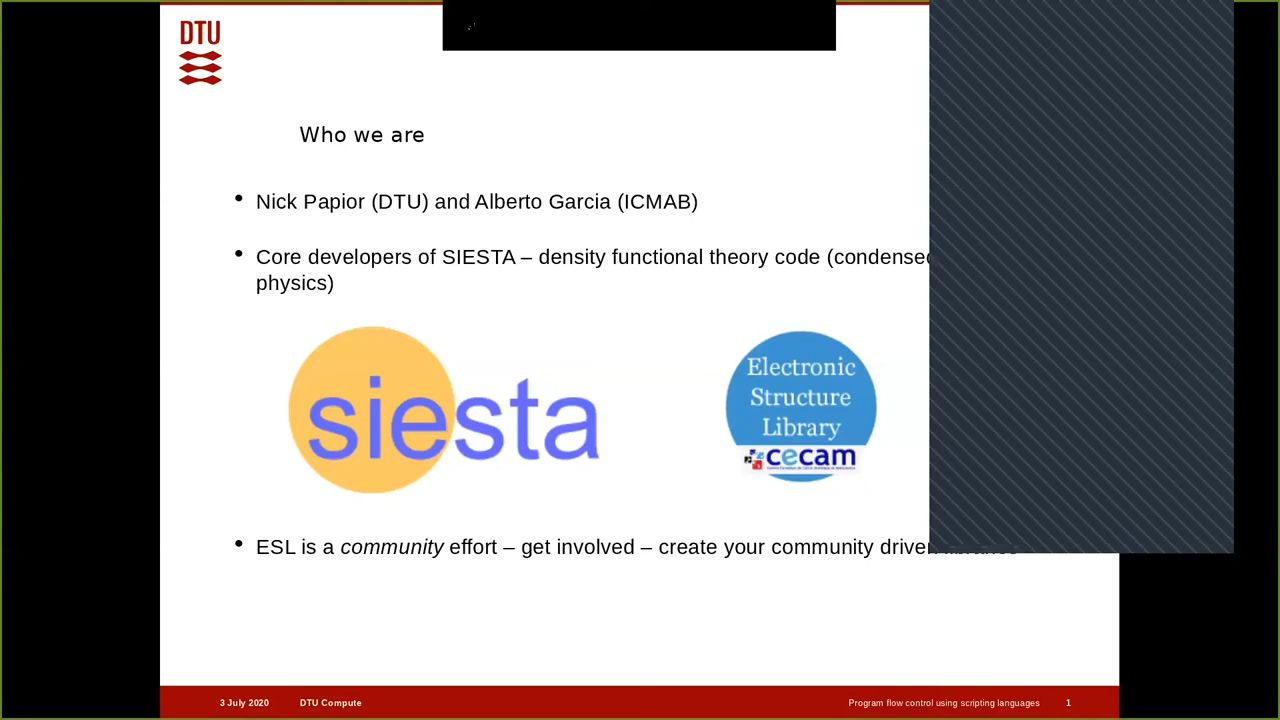 DTU
Who we are
• Nick Papior (DTU) and Alberto Garcia (ICMAB)
• Core developers of SIESTA – density functional theory code (condensed
physics)
siesta
Electronic
Structure
Library
cecam
• ESL is a community effort – get involved – create your community driven
3 July 2020 DTU Compute Program flow control using scripting languages 1